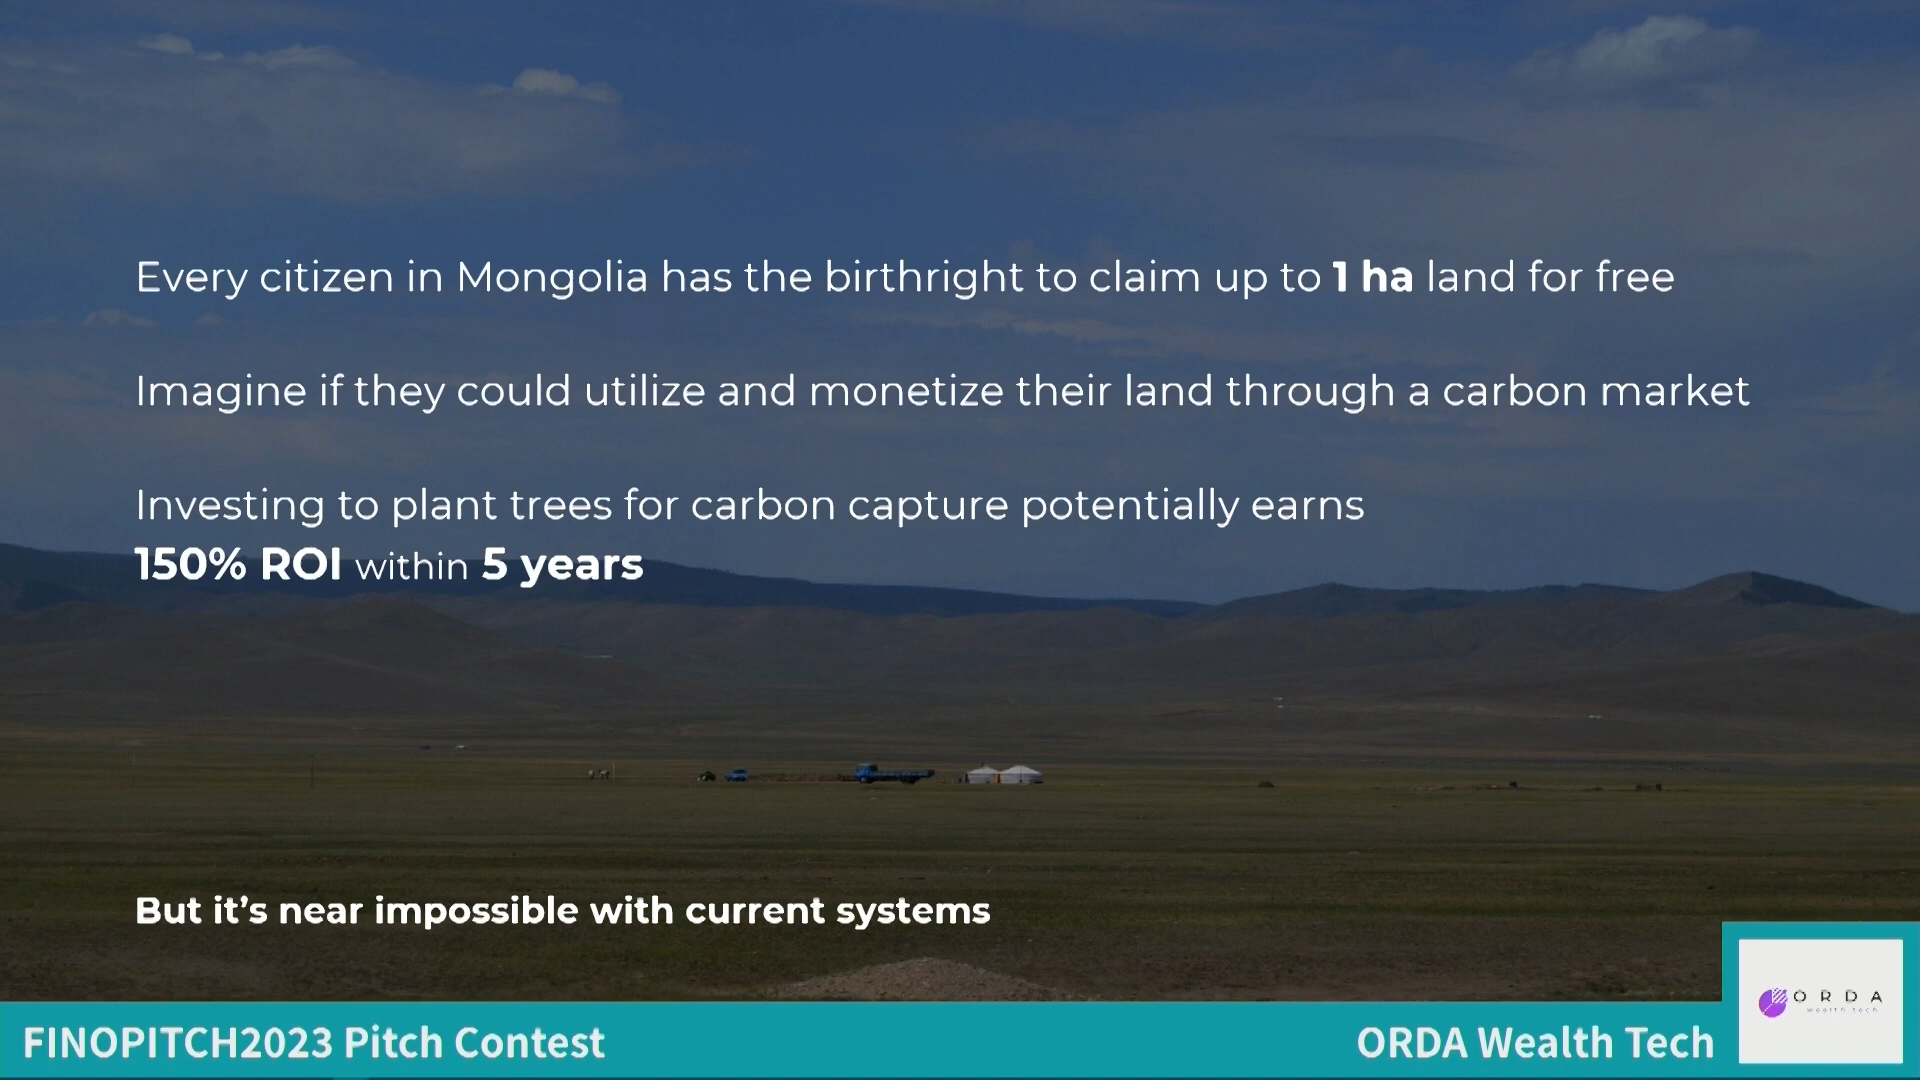 Every citizen in Mongolia has the birthright to claim up to 1 ha land for free
Imagine if they could utilize and monetize their land through a carbon market
Investing to plant trees for carbon capture potentially earns
150% ROI within 5 years
But it’s near impossible with current systems
ORDA
wealth tech
FINOPITCH2023 Pitch Contest
ORDA Wealth Tech